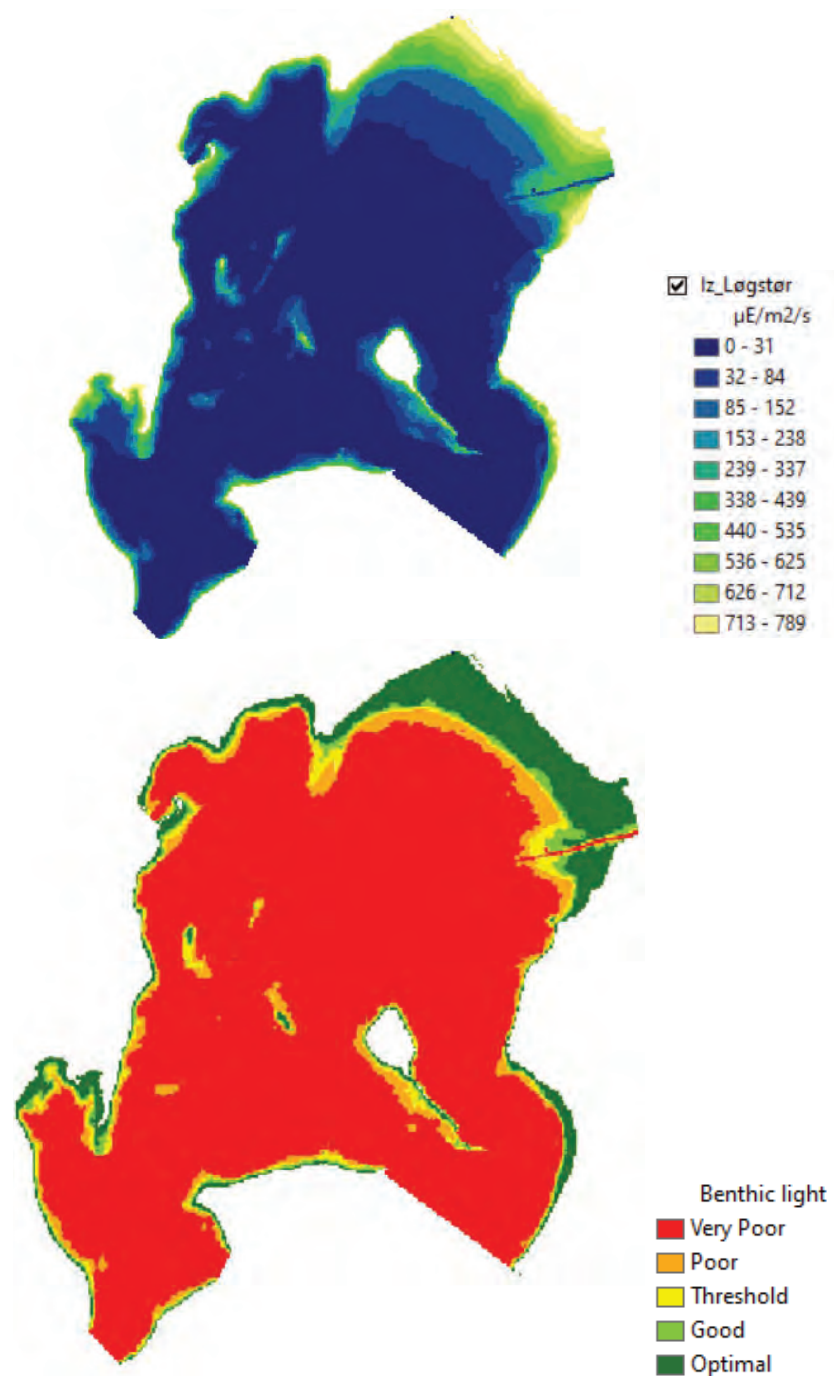 Iz_Løgstør
µE/m2/s
0 - 31
32 - 84
85 - 152
153 - 238
239 - 337
338 - 439
440 - 535
536 - 625
626 - 712
713 - 789
Benthic light
Very Poor
Poor
Threshold
Good
Optimal